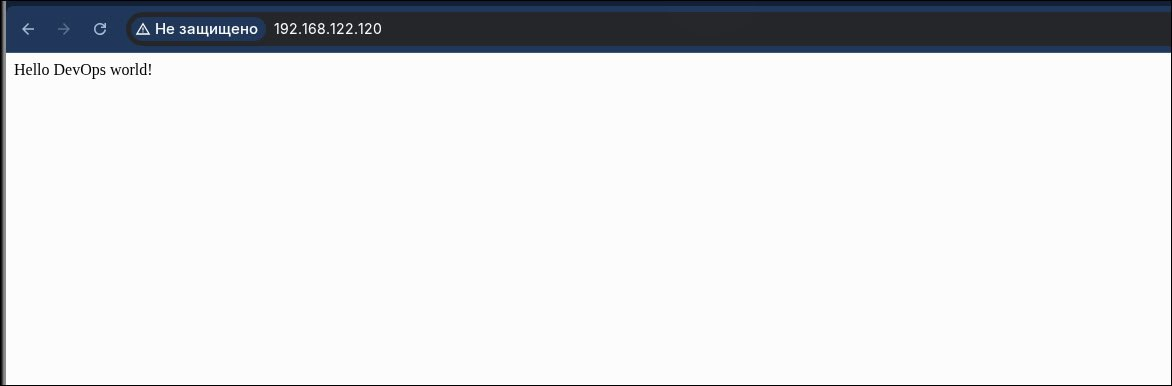 Не защищено 192.168.122.120
Hello DevOps world!